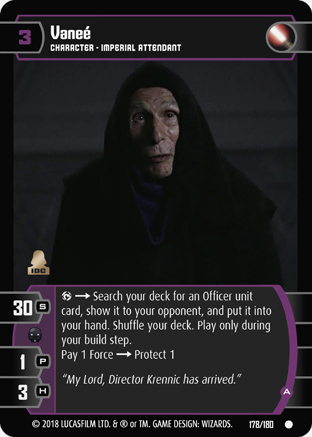 3 Vaneé
CHARACTER - IMPERIAL ATTENDANT
IDC
30 S
1 P
3 H
→ Search your deck for an Officer unit
card, show it to your opponent, and put it into
your hand. Shuffle your deck. Play only during
your build step.
Pay 1 Force → Protect 1
“My Lord, Director Krennic has arrived.”
A
© 2018 LUCASFILM LTD. & ® or TM. GAME DESIGN: WIZARDS. 178/180